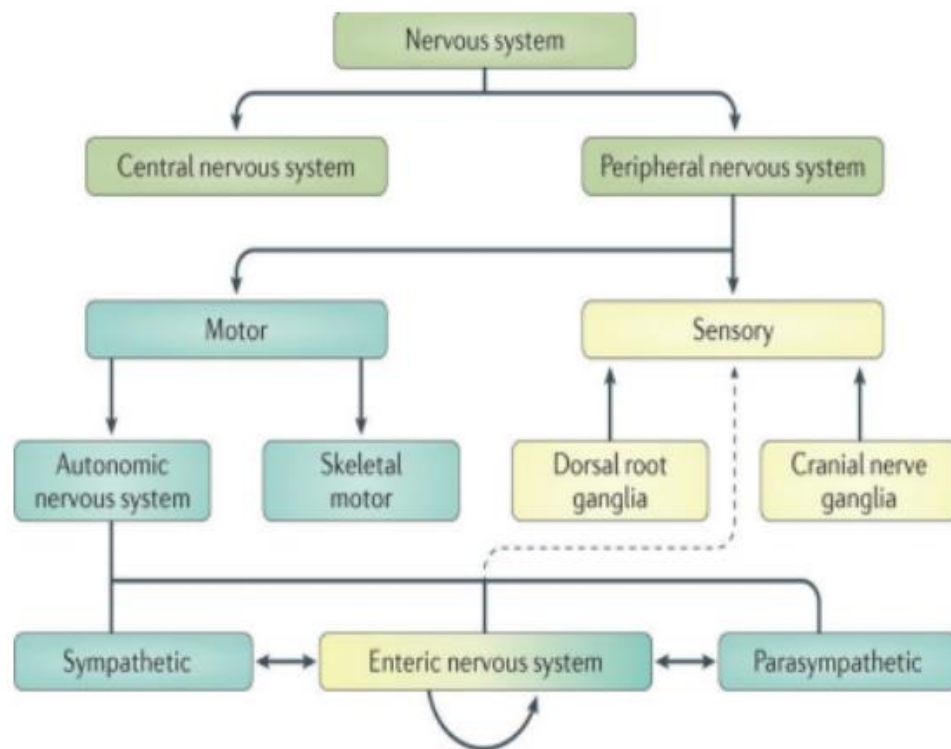 Nervous system
Central nervous system
Peripheral nervous system
Motor
Sensory
Autonomic
nervous system
Skeletal
motor
Dorsal root
ganglia
Cranial nerve
ganglia
Sympathetic
Enteric nervous system
Parasympathetic